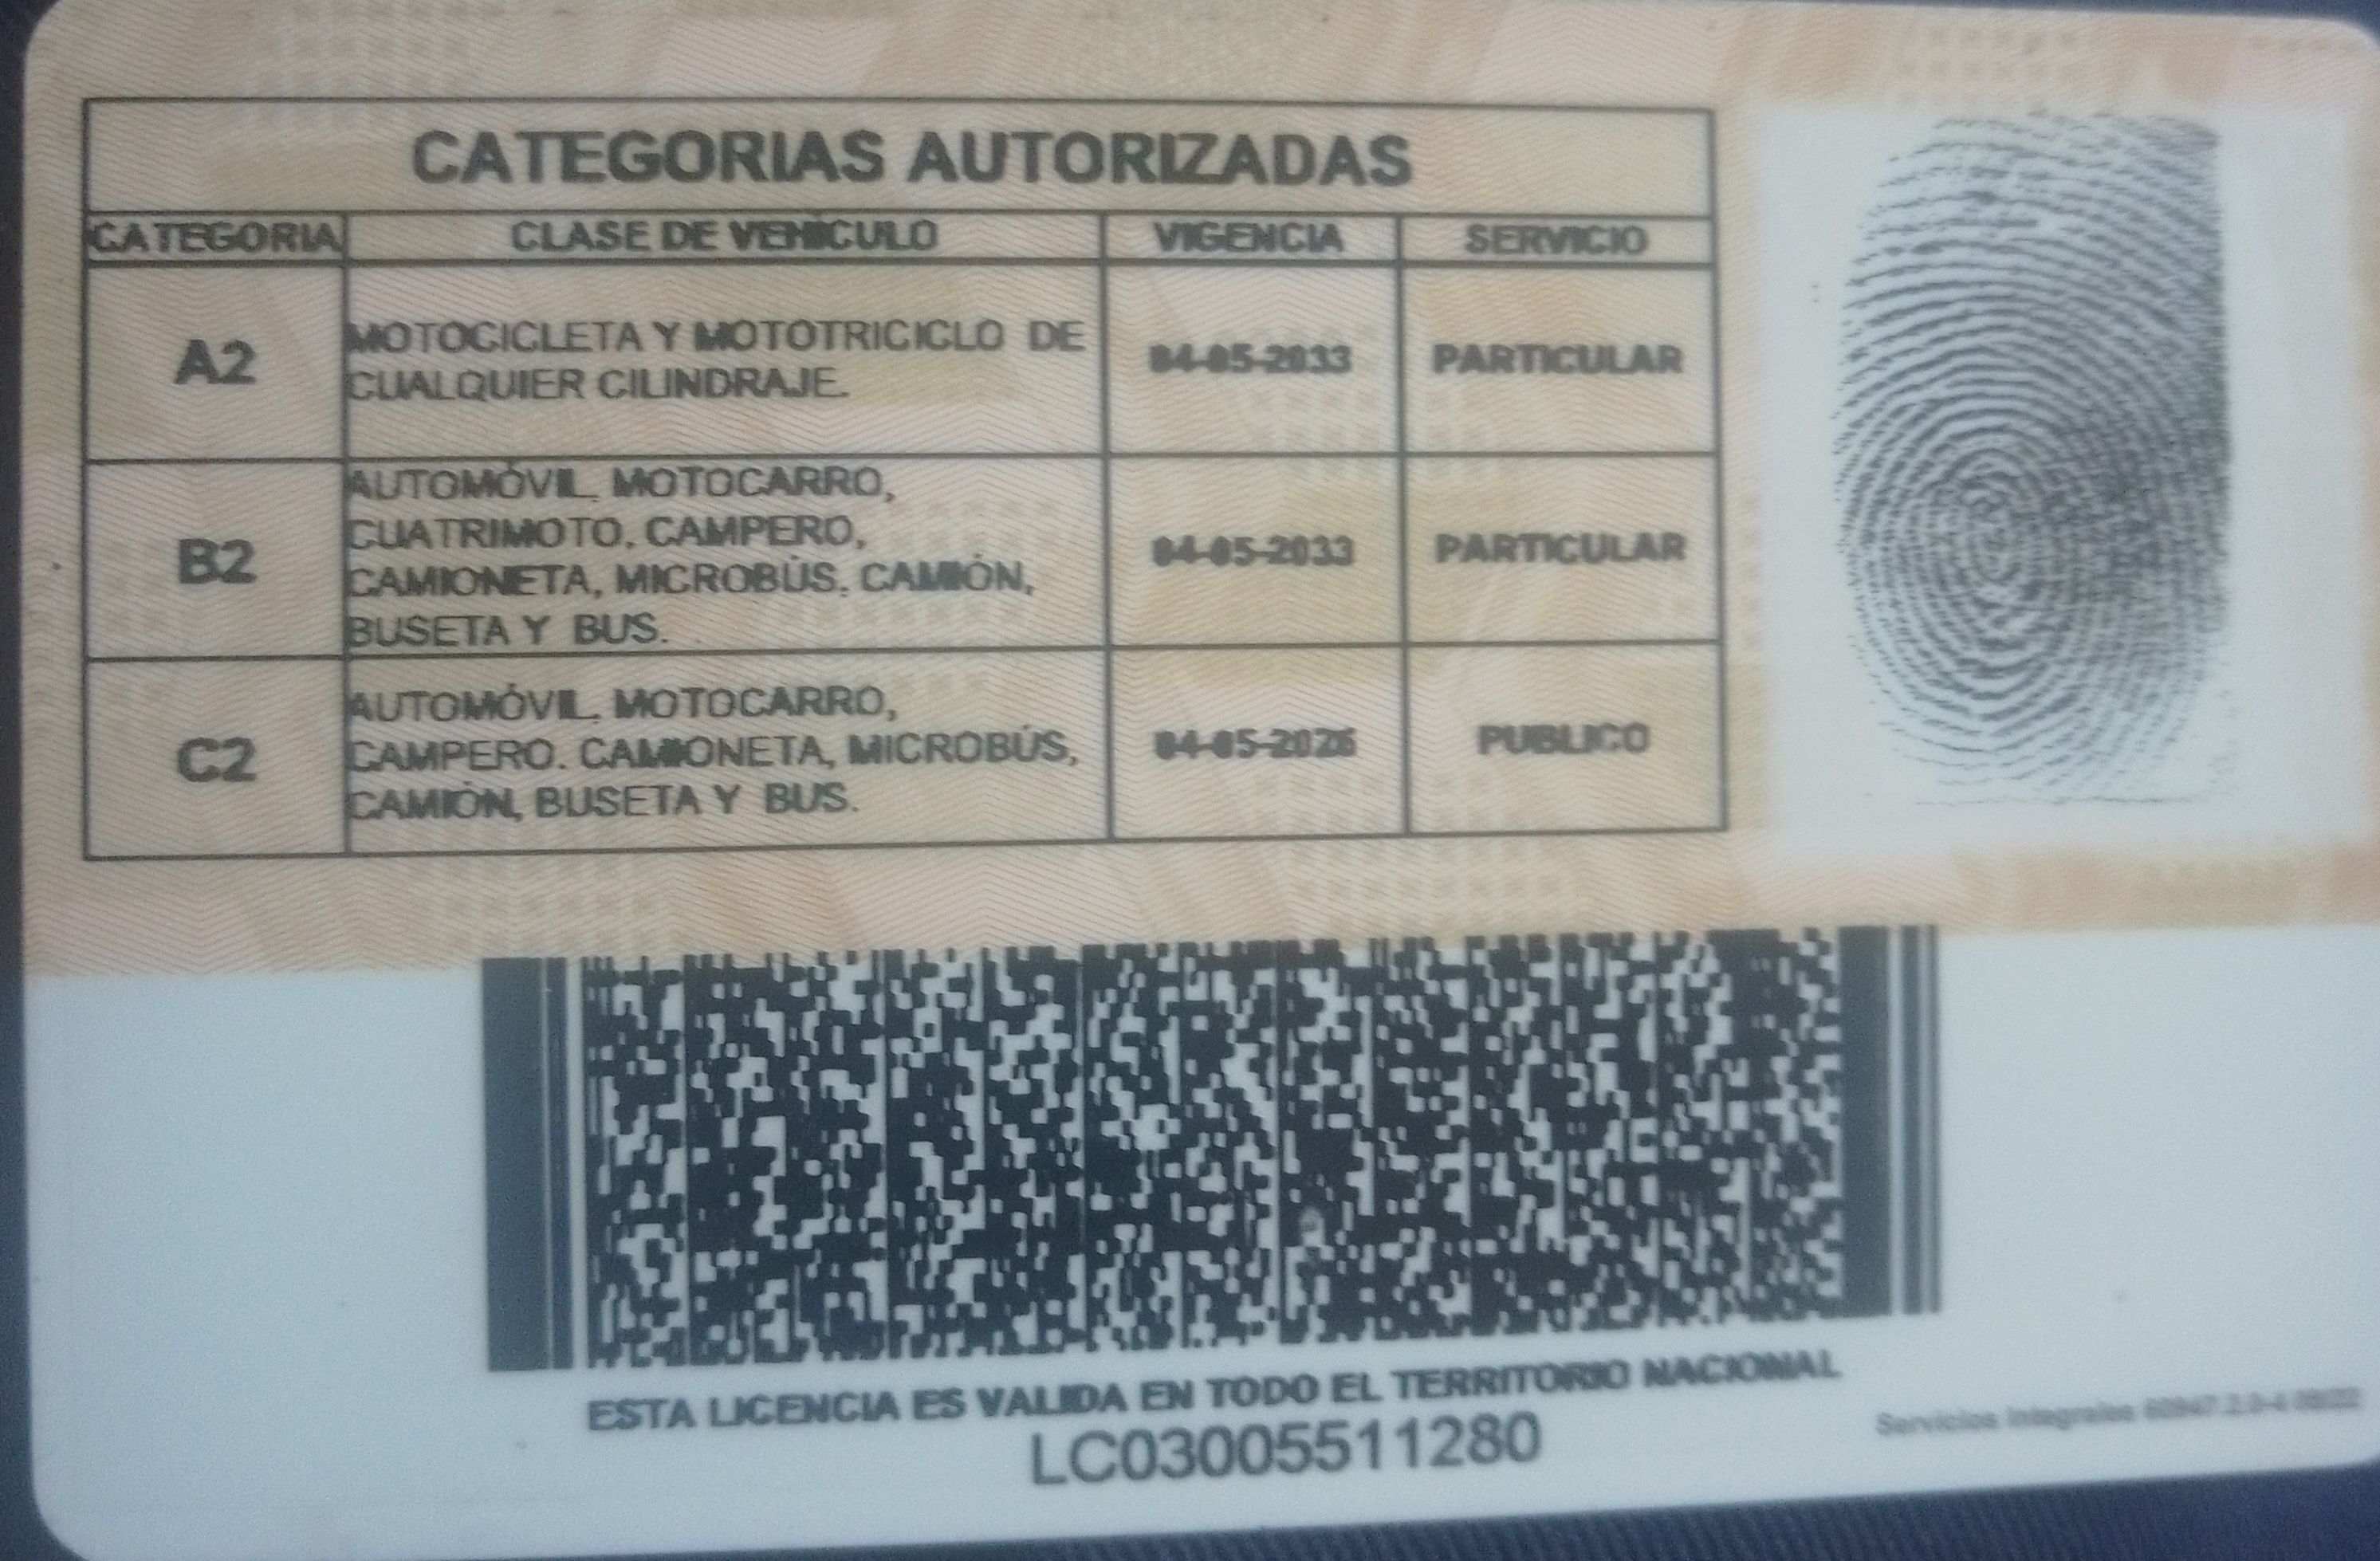 CATEGORIAS AUTORIZADAS
CATEGORIA CLASE DE VEHÍCULO VIGENCIA SERVICIO
A2 MOTOCICLETA Y MOTOTRICICLO DE CUALQUIER CILINDRAJE. 04-05-2033 PARTICULAR
B2 AUTOMÓVIL, MOTOCARRO, CUATRIMOTO, CAMPERO, CAMIONETA, MICROBÚS, CAMIÓN, BUSETA Y BUS. 04-05-2033 PARTICULAR
C2 AUTOMÓVIL, MOTOCARRO, CAMPERO, CAMIONETA, MICROBÚS, CAMIÓN, BUSETA Y BUS. 04-05-2026 PUBLICO
ESTA LICENCIA ES VALIDA EN TODO EL TERRITORIO NACIONAL
LC03005511280
Servicios Integrales